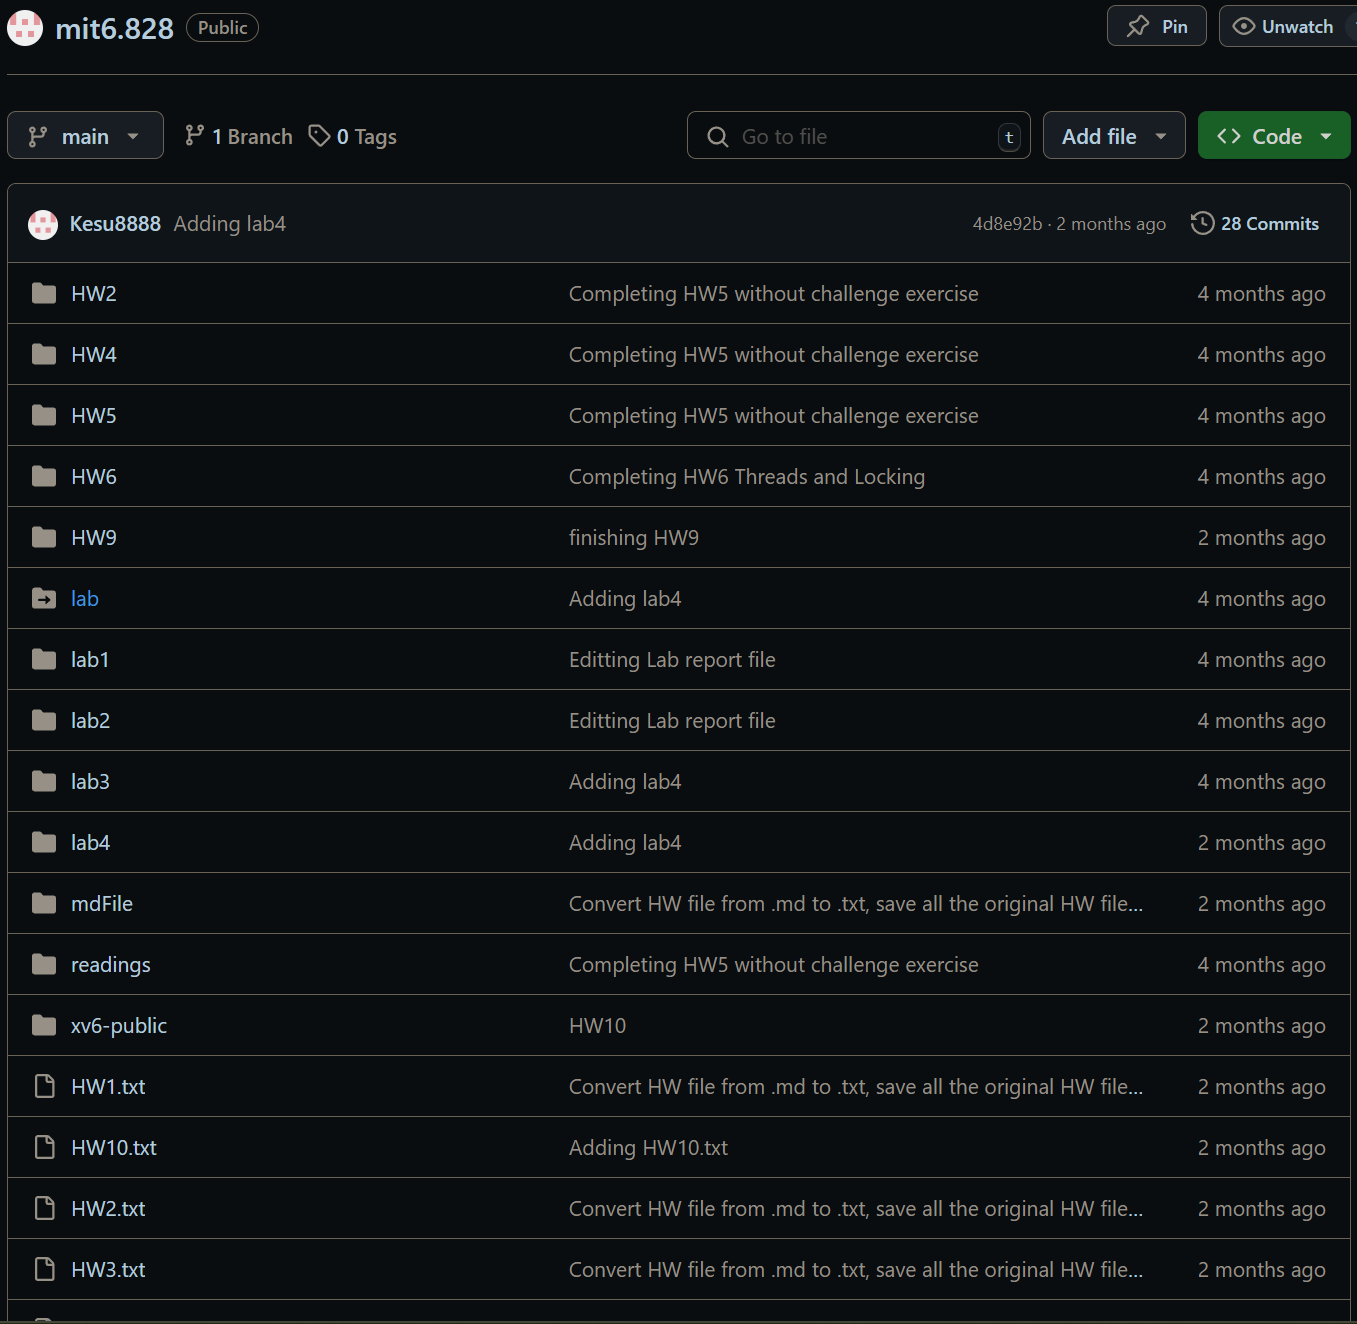 mit6.828 Public Pin Unwatch
main 1 Branch 0 Tags Go to file t Add file Code
Kesu8888 Adding lab4 4d8e92b · 2 months ago 28 Commits
HW2 Completing HW5 without challenge exercise 4 months ago
HW4 Completing HW5 without challenge exercise 4 months ago
HW5 Completing HW5 without challenge exercise 4 months ago
HW6 Completing HW6 Threads and Locking 4 months ago
HW9 finishing HW9 2 months ago
lab Adding lab4 4 months ago
lab1 Editting Lab report file 4 months ago
lab2 Editting Lab report file 4 months ago
lab3 Adding lab4 4 months ago
lab4 Adding lab4 2 months ago
mdFile Convert HW file from .md to .txt, save all the original HW file... 2 months ago
readings Completing HW5 without challenge exercise 4 months ago
xv6-public HW10 2 months ago
HW1.txt Convert HW file from .md to .txt, save all the original HW file... 2 months ago
HW10.txt Adding HW10.txt 2 months ago
HW2.txt Convert HW file from .md to .txt, save all the original HW file... 2 months ago
HW3.txt Convert HW file from .md to .txt, save all the original HW file... 2 months ago